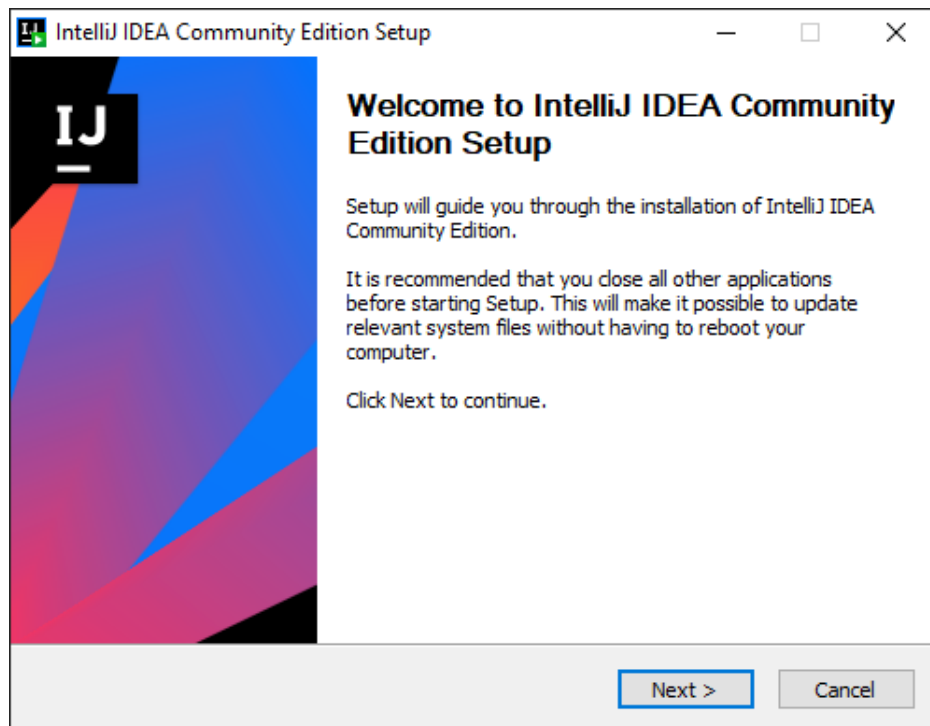 IntelliJ IDEA Community Edition Setup
IJ
Welcome to IntelliJ IDEA Community
Edition Setup
Setup will guide you through the installation of IntelliJ IDEA
Community Edition.
It is recommended that you close all other applications
before starting Setup. This will make it possible to update
relevant system files without having to reboot your
computer.
Click Next to continue.
Next >
Cancel